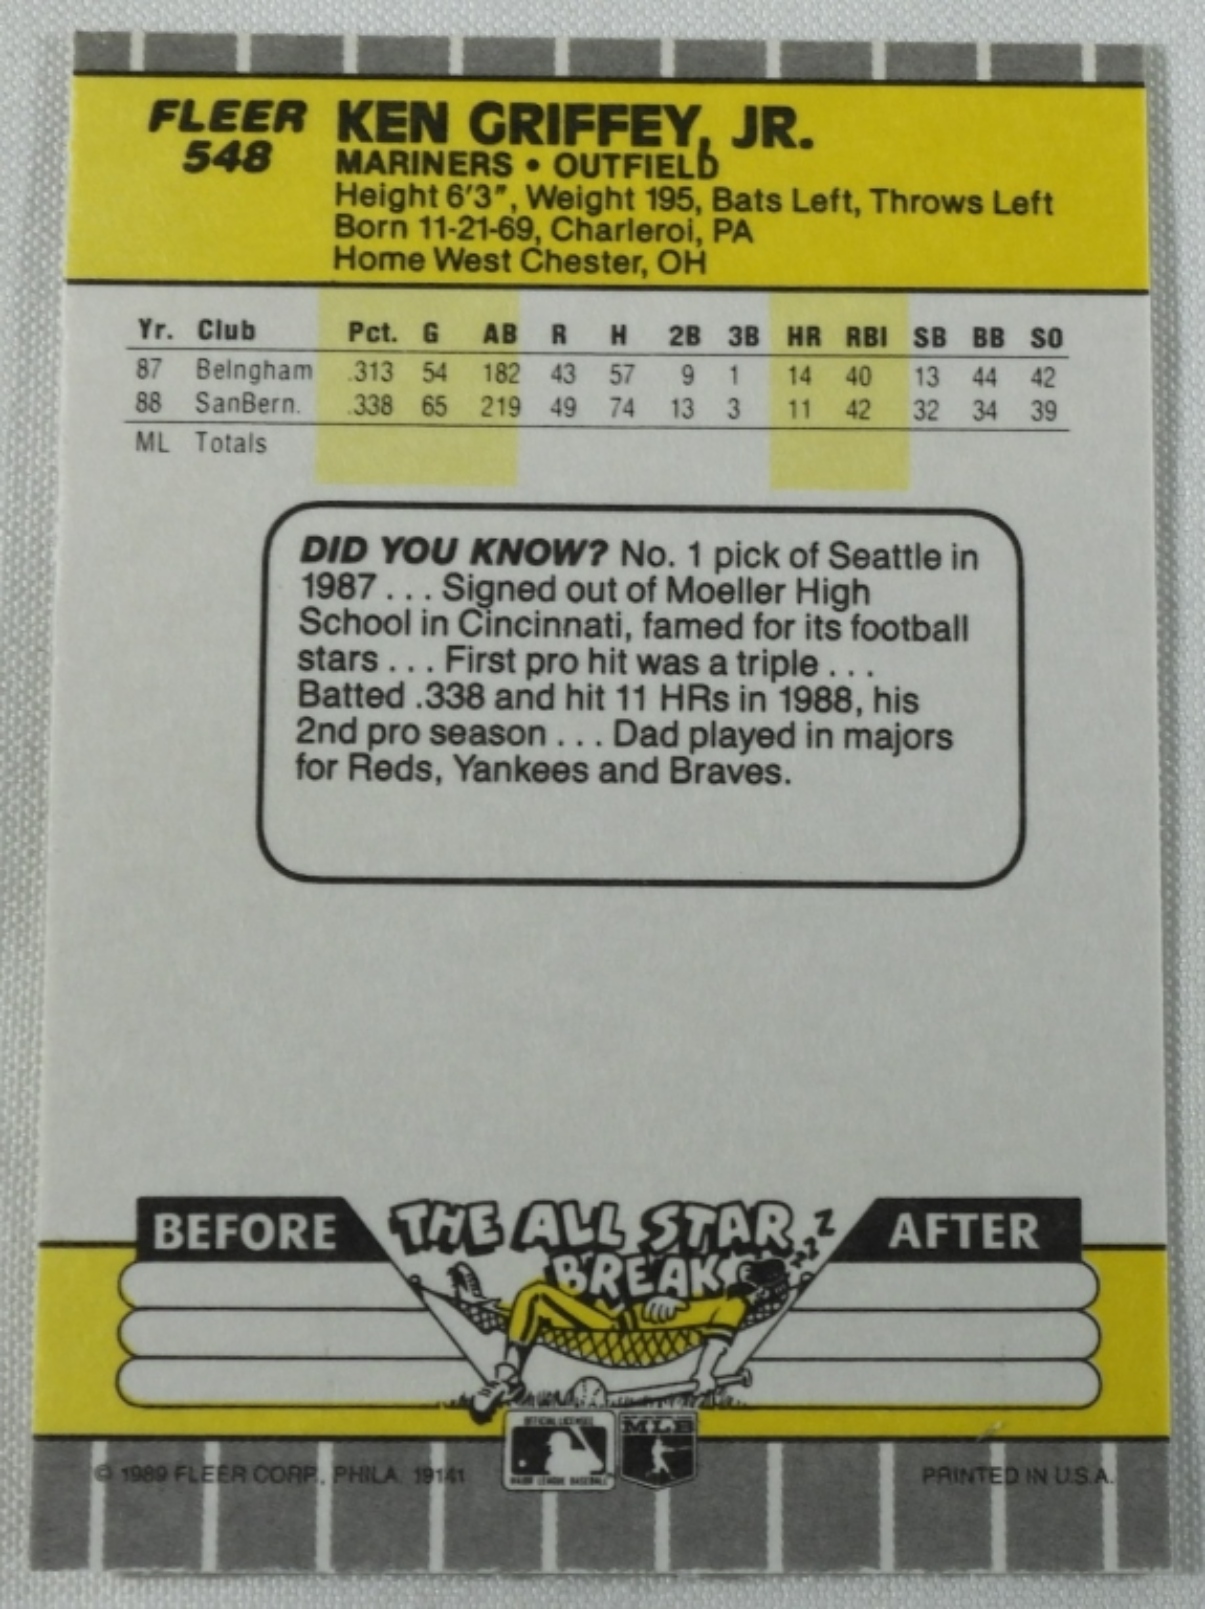 FLEER
548
KEN GRIFFEY, JR.
MARINERS • OUTFIELD
Height 6'3", Weight 195, Bats Left, Throws Left
Born 11-21-69, Charleroi, PA
Home West Chester, OH
Yr. Club Pct. G AB R H 2B 3B HR RBI SB BB SO
87 Belngham .313 54 182 43 57 9 1 14 40 13 44 42
88 SanBern. .338 65 219 49 74 13 3 11 42 32 34 39
ML Totals
DID YOU KNOW? No. 1 pick of Seattle in
1987 . . . Signed out of Moeller High
School in Cincinnati, famed for its football
stars . . . First pro hit was a triple . . .
Batted .338 and hit 11 HRs in 1988, his
2nd pro season . . . Dad played in majors
for Reds, Yankees and Braves.
BEFORE
THE ALL STAR
BREAK
Z Z Z Z
AFTER
OFFICIAL LICENSEE
MAJOR LEAGUE BASEBALL
MLB
© 1989 FLEER CORP., PHILA. 19141
PRINTED IN U.S.A.